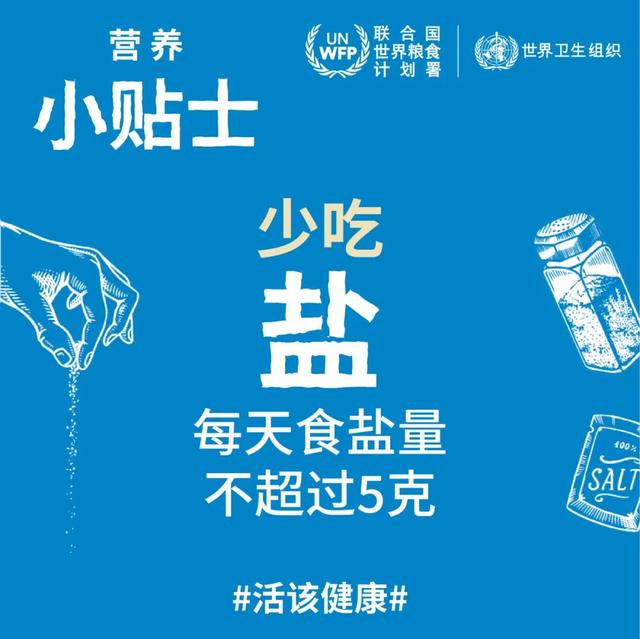 营养
小贴士
UN
WFP
联合国
世界粮食
计划署
世界卫生组织
少吃
盐
每天食盐量
不超过5克
100%
SALT
#活该健康#